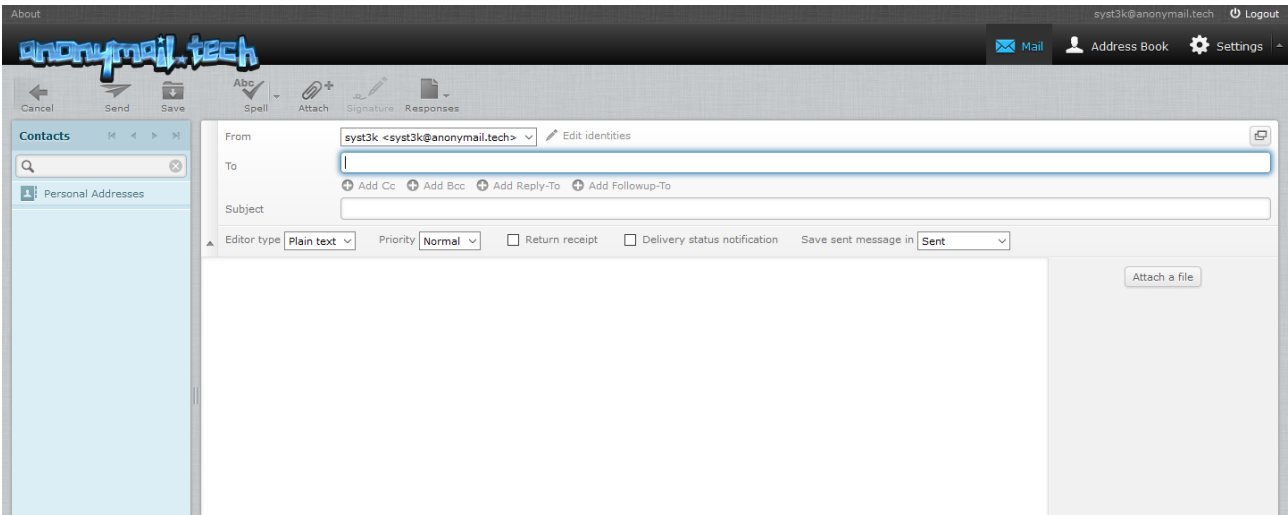 About
syst3k@anonymail.tech Logout
anonymail.tech
Mail Address Book Settings
Cancel Send Save Abc Spell Attach Signature Responses
Contacts
Personal Addresses
From syst3k <syst3k@anonymail.tech> Edit identities
To
Add Cc Add Bcc Add Reply-To Add Followup-To
Subject
Editor type Plain text Priority Normal Return receipt Delivery status notification Save sent message in Sent
Attach a file